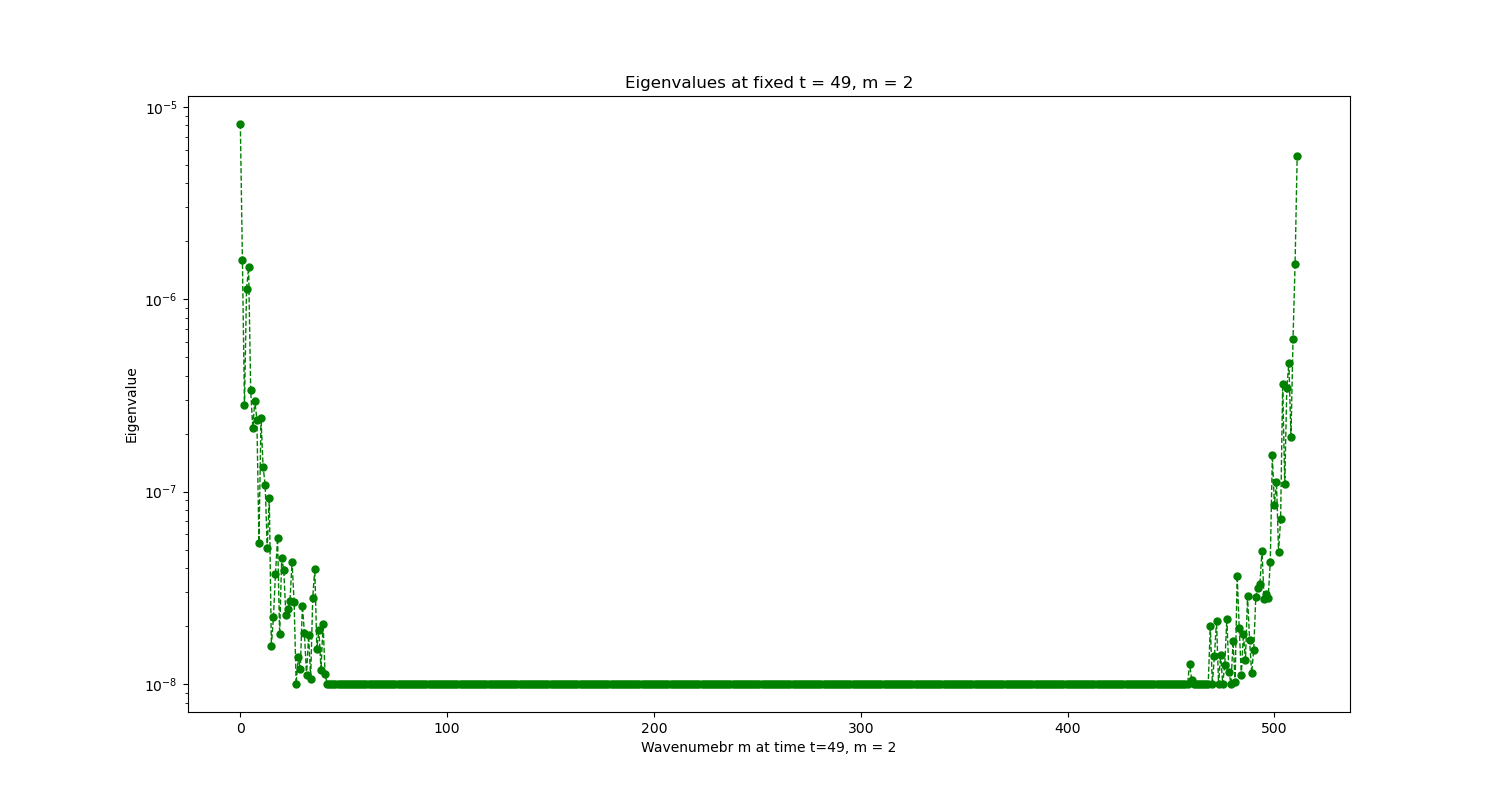 Eigenvalues at fixed t = 49, m = 2
10⁻⁵
10⁻⁶
10⁻⁷
10⁻⁸
Eigenvalue
0 100 200 300 400 500
Wavenumebr m at time t=49, m = 2